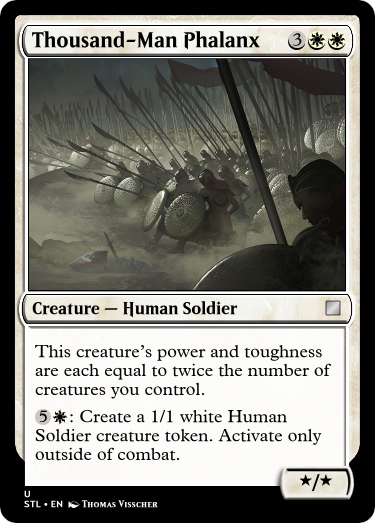 Thousand-Man Phalanx 3
Creature — Human Soldier
This creature's power and toughness
are each equal to twice the number of
creatures you control.
5: Create a 1/1 white Human
Soldier creature token. Activate only
outside of combat.
★/★
U
STL • EN Thomas Visscher